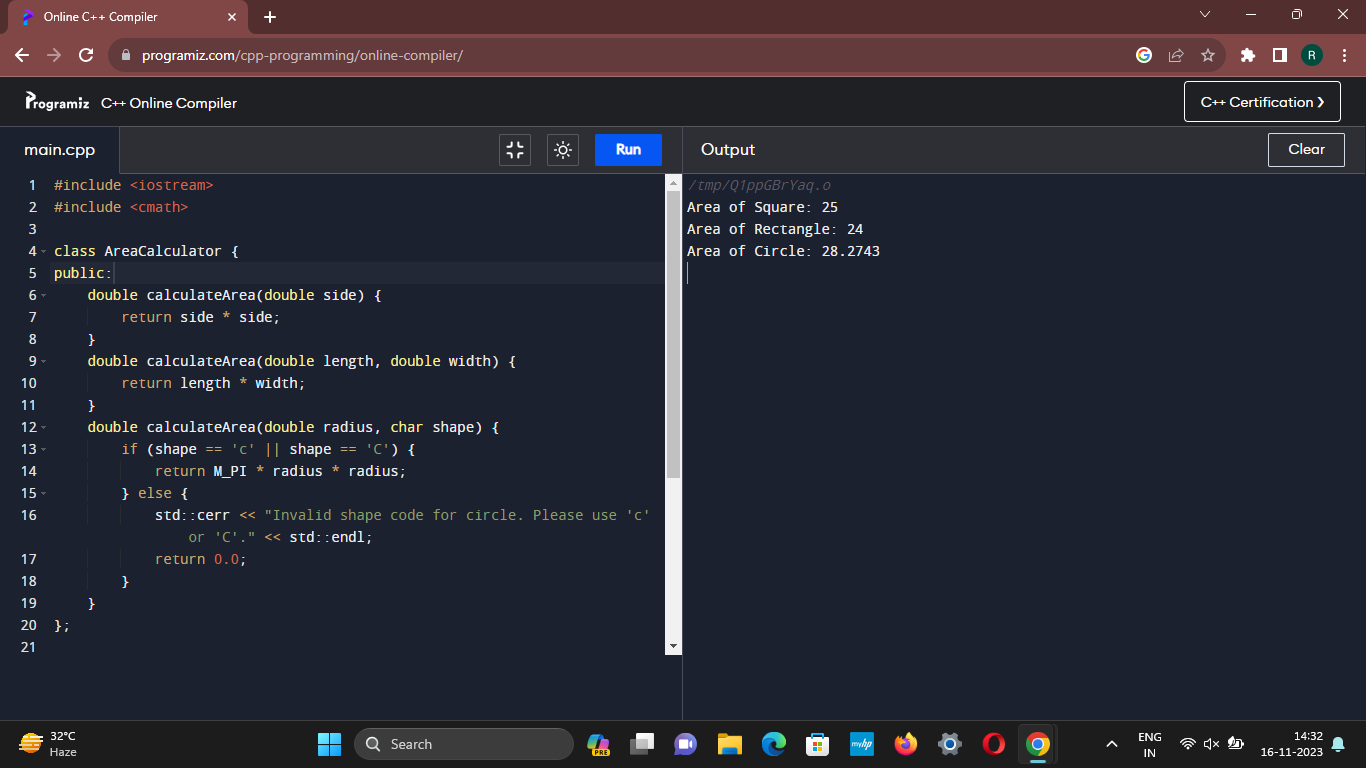 Online C++ Compiler
programiz.com/cpp-programming/online-compiler/
R
Programiz C++ Online Compiler
C++ Certification ❯
main.cpp
Run
Output
Clear
1 #include <iostream>
2 #include <cmath>
3
4 class AreaCalculator {
5 public:
6 double calculateArea(double side) {
7 return side * side;
8 }
9 double calculateArea(double length, double width) {
10 return length * width;
11 }
12 double calculateArea(double radius, char shape) {
13 if (shape == 'c' || shape == 'C') {
14 return M_PI * radius * radius;
15 } else {
16 std::cerr << "Invalid shape code for circle. Please use 'c'
or 'C'." << std::endl;
17 return 0.0;
18 }
19 }
20 };
21
/tmp/Q1ppGBrYaq.o
Area of Square: 25
Area of Rectangle: 24
Area of Circle: 28.2743
32°C
Haze
Search
PRE
myhp
ENG
IN
14:32
16-11-2023